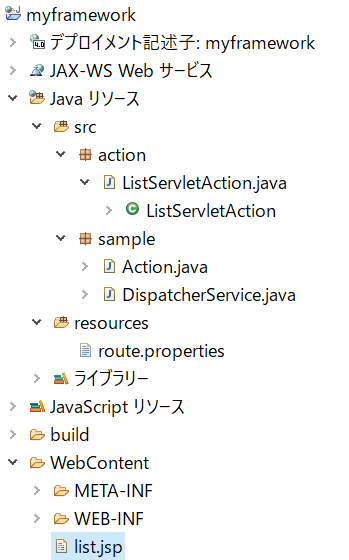 myframework
デプロイメント記述子: myframework
JAX-WS Web サービス
Java リソース
src
action
ListServletAction.java
ListServletAction
sample
Action.java
DispatcherService.java
resources
route.properties
ライブラリー
JavaScript リソース
build
WebContent
META-INF
WEB-INF
list.jsp